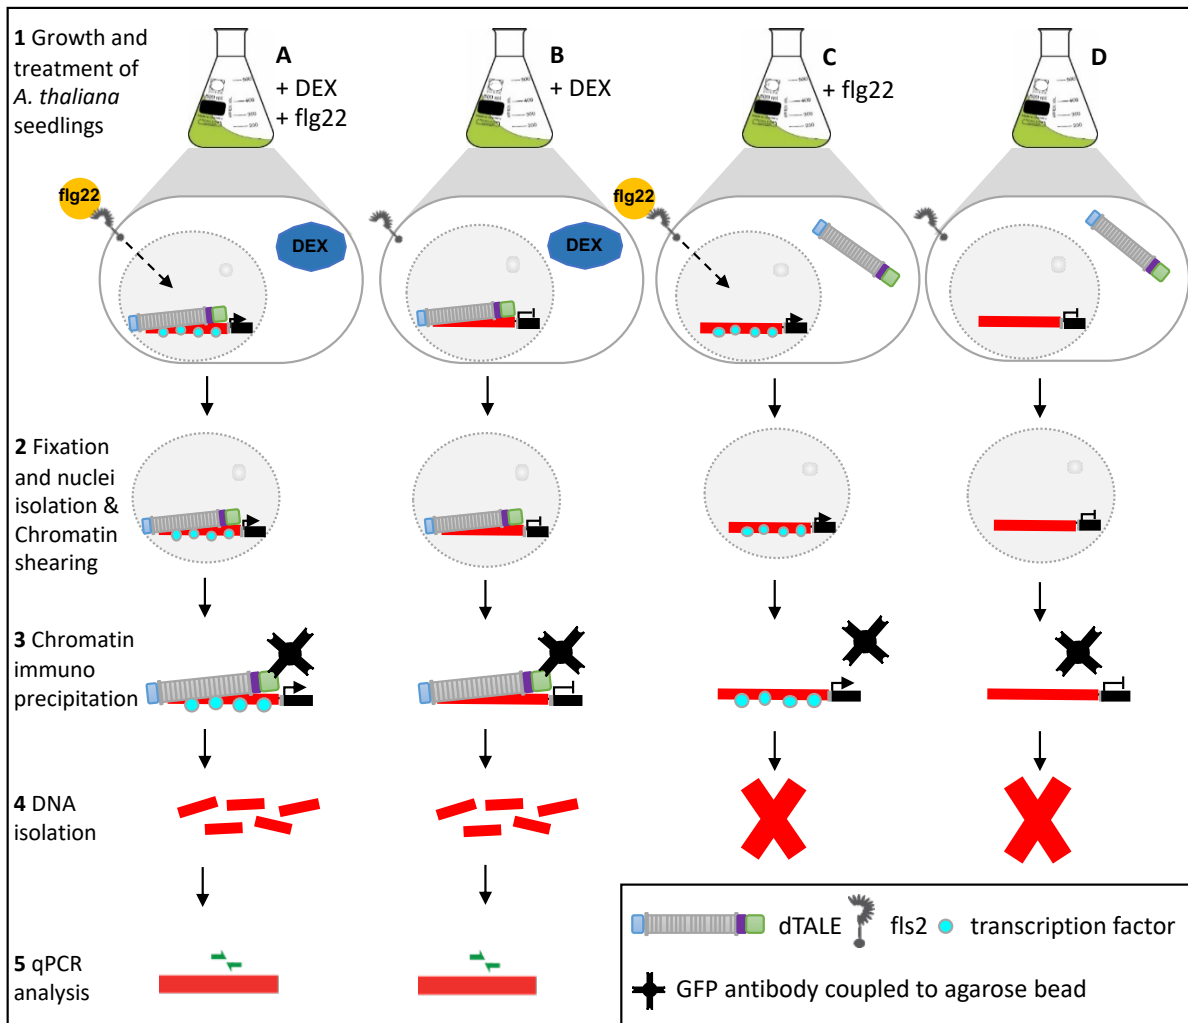 1 Growth and
treatment of
A. thaliana
seedlings
A
+ DEX
+ flg22
B
+ DEX
C
+ flg22
D
flg22
DEX
DEX
flg22
2 Fixation
and nuclei
isolation &
Chromatin
shearing
3 Chromatin
immuno
precipitation
4 DNA
isolation
5 qPCR
analysis
dTALE
fls2
transcription factor
GFP antibody coupled to agarose bead